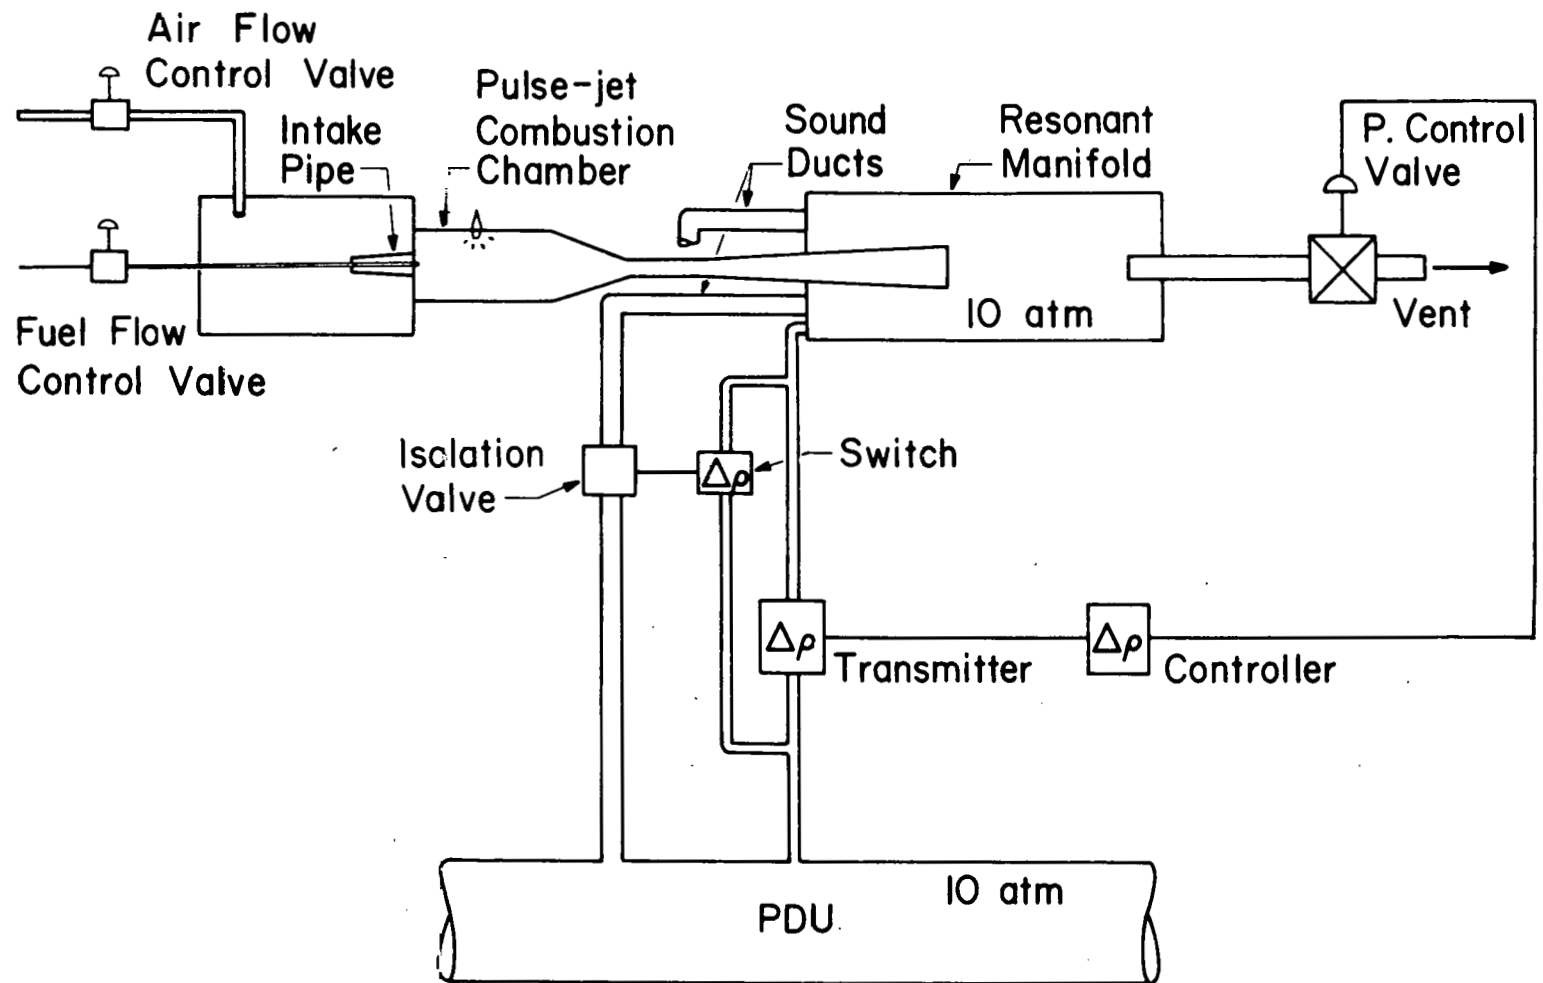 Air Flow
Control Valve
Pulse-jet
Combustion
Chamber
Intake
Pipe
Sound
Ducts
Resonant
Manifold
P. Control
Valve
Fuel Flow
Control Valve
10 atm
Vent
Isolation
Valve
Δρ
Switch
Δρ
Transmitter
Δρ
Controller
10 atm
PDU